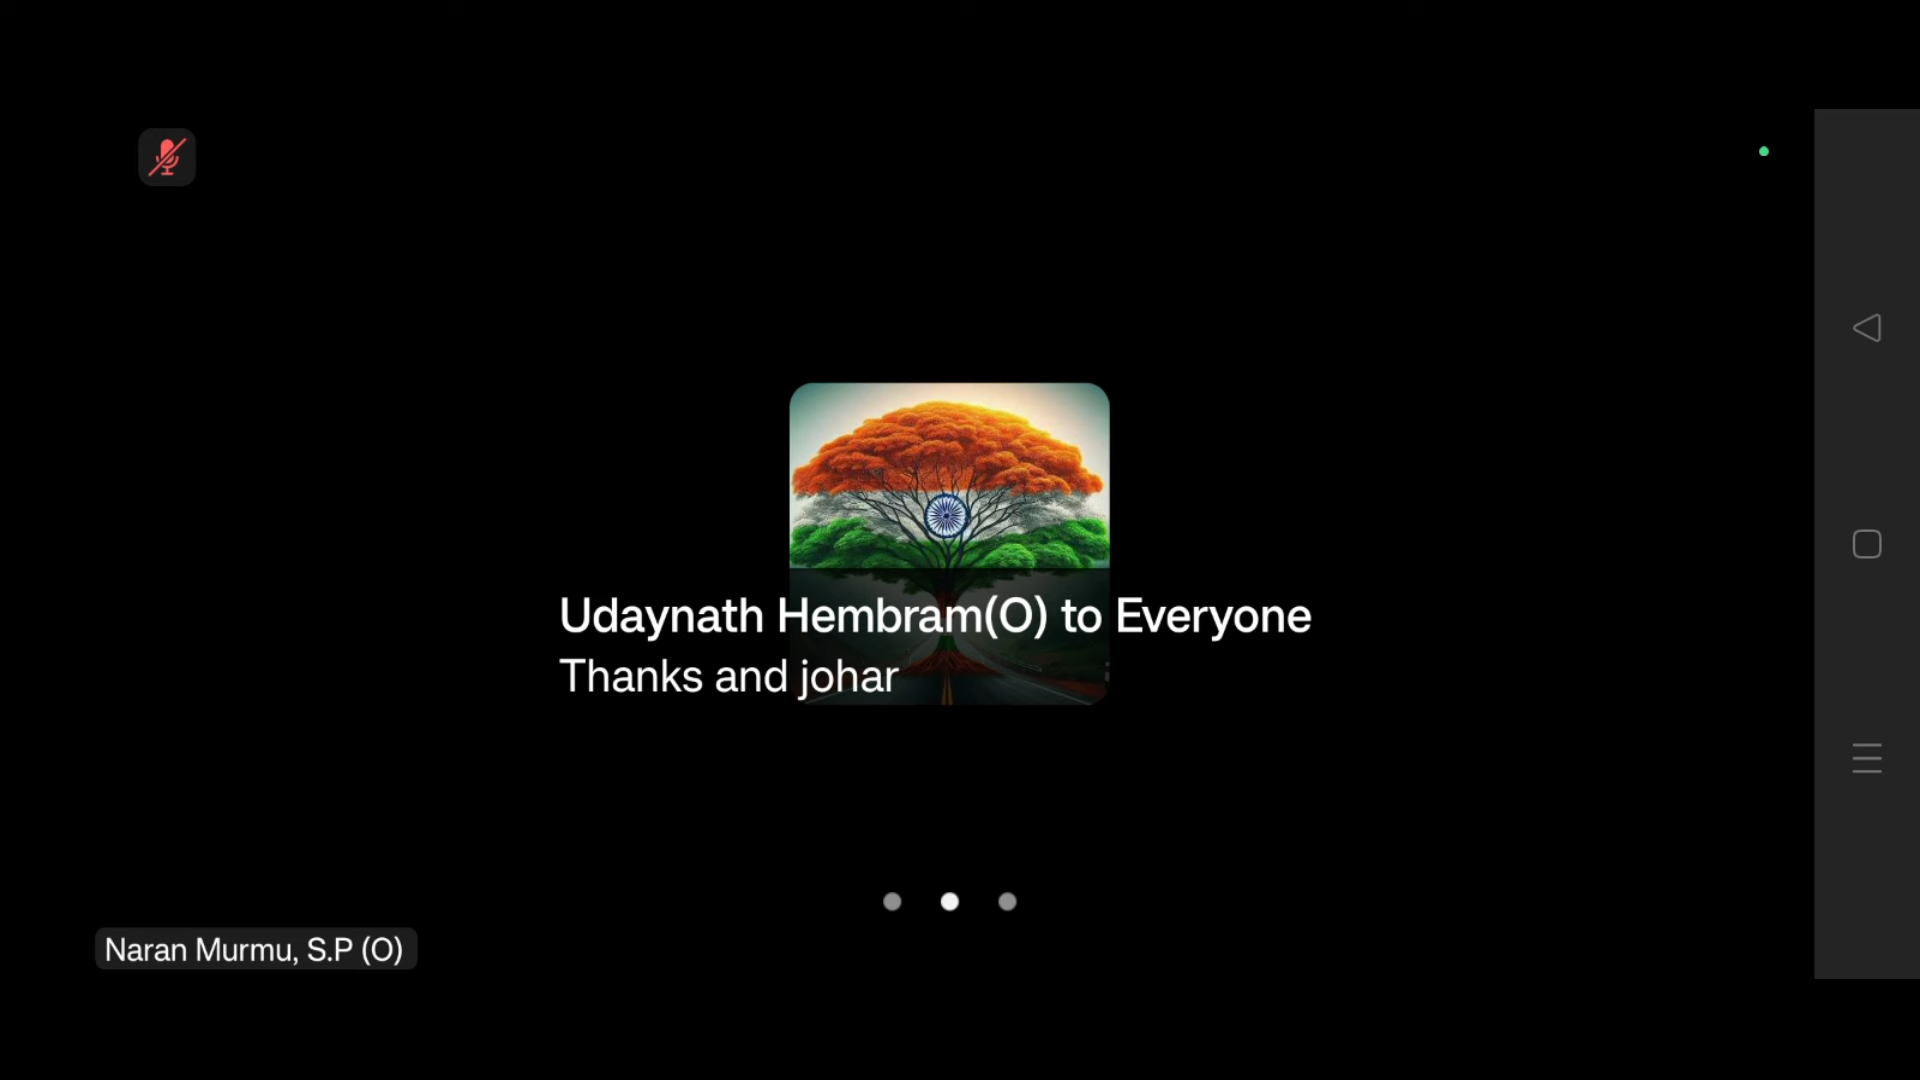 Udaynath Hembram(O) to Everyone
Thanks and johar
Naran Murmu, S.P (O)